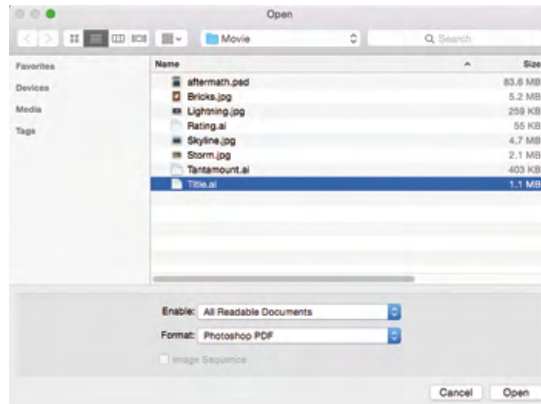 Open
Movie
Search
Favorites
Devices
Media
Tags
Name Size
aftermath.psd 83.6 MB
Bricks.jpg 5.2 MB
Lightning.jpg 259 KB
Rating.ai 55 KB
Skyline.jpg 4.7 MB
Storm.jpg 2.1 MB
Tantamount.ai 403 KB
Title.ai 1.1 MB
Enable: All Readable Documents
Format: Photoshop PDF
Image Sequence
Cancel Open